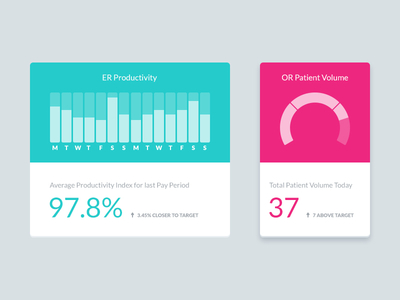 ER Productivity
M T W T F S S M T W T F S S
Average Productivity Index for last Pay Period
97.8%
3.45% CLOSER TO TARGET
OR Patient Volume
Total Patient Volume Today
37
7 ABOVE TARGET